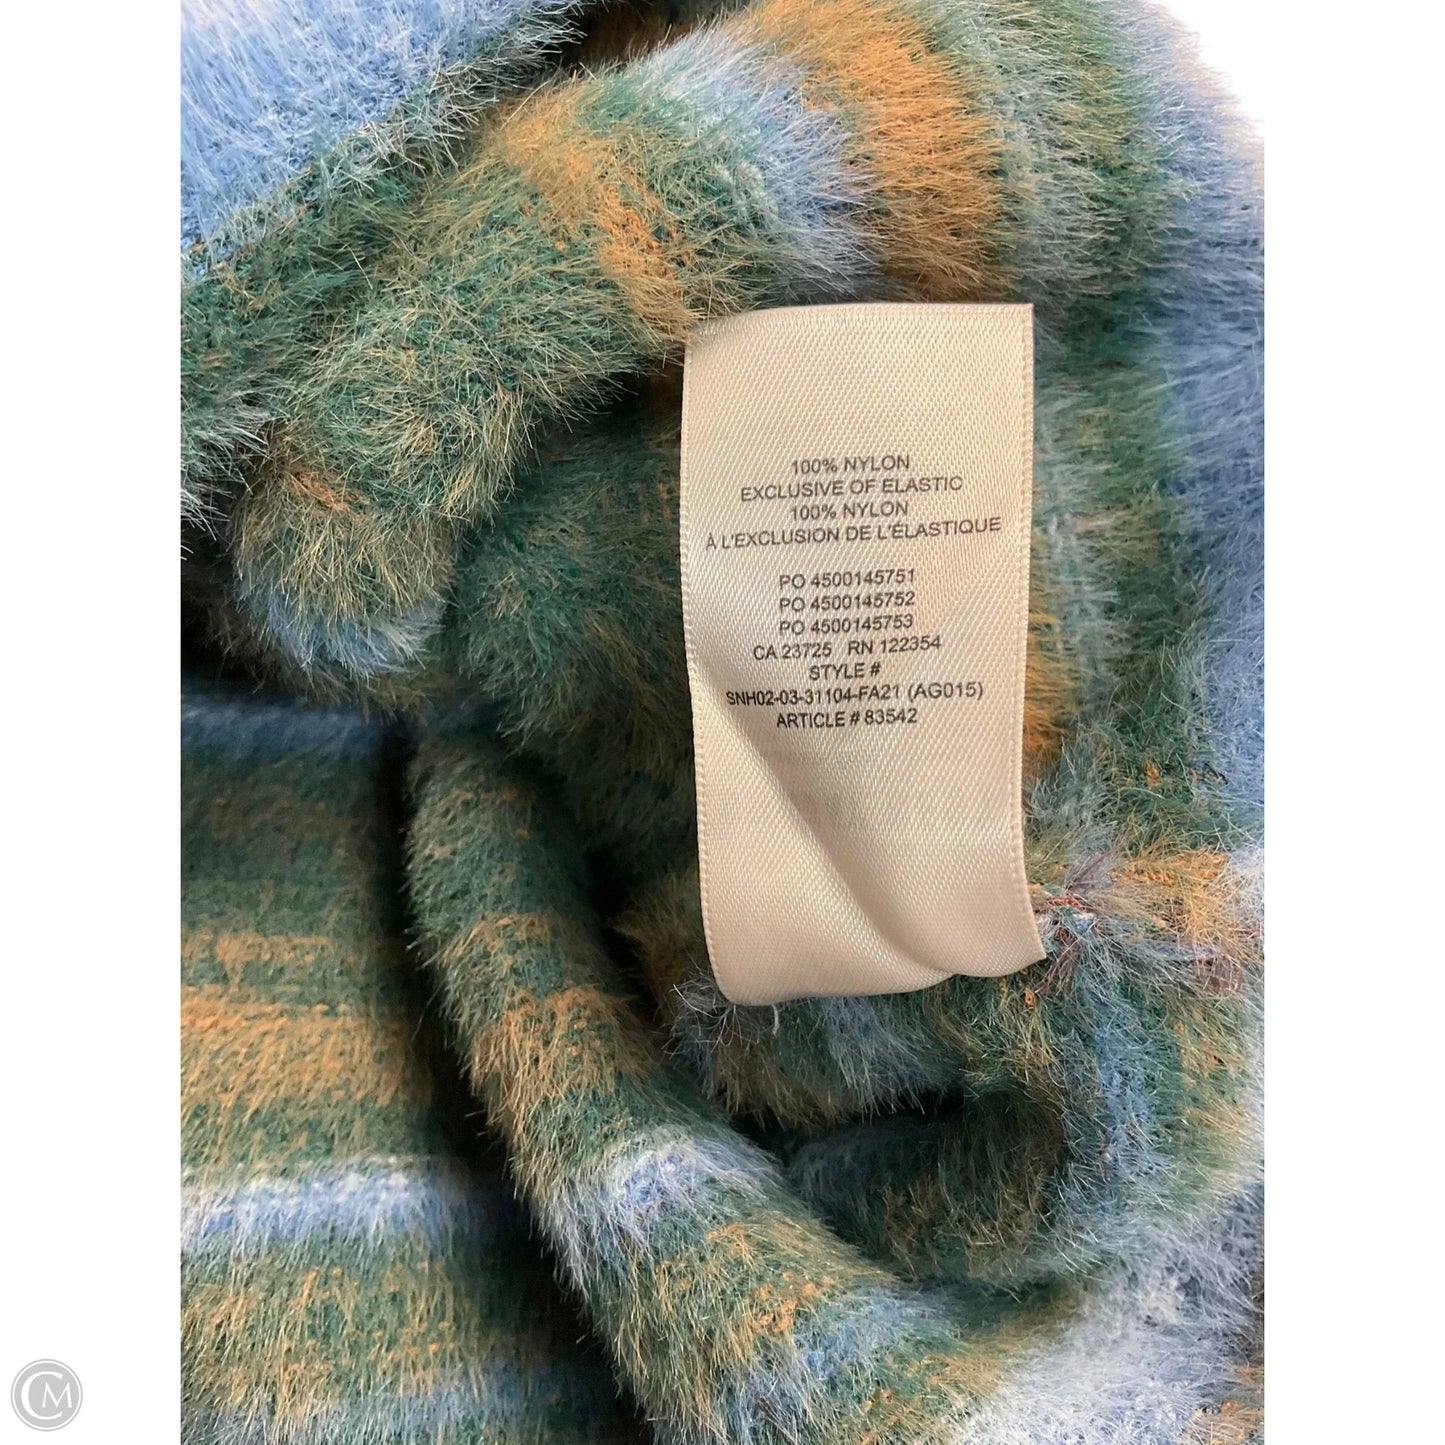 100% NYLON
EXCLUSIVE OF ELASTIC
100% NYLON
À L'EXCLUSION DE L'ÉLASTIQUE
PO 4500145751
PO 4500145752
PO 4500145753
CA 23725 RN 122354
STYLE #
SNH02-03-31104-FA21 (AG015)
ARTICLE # 83542
CM